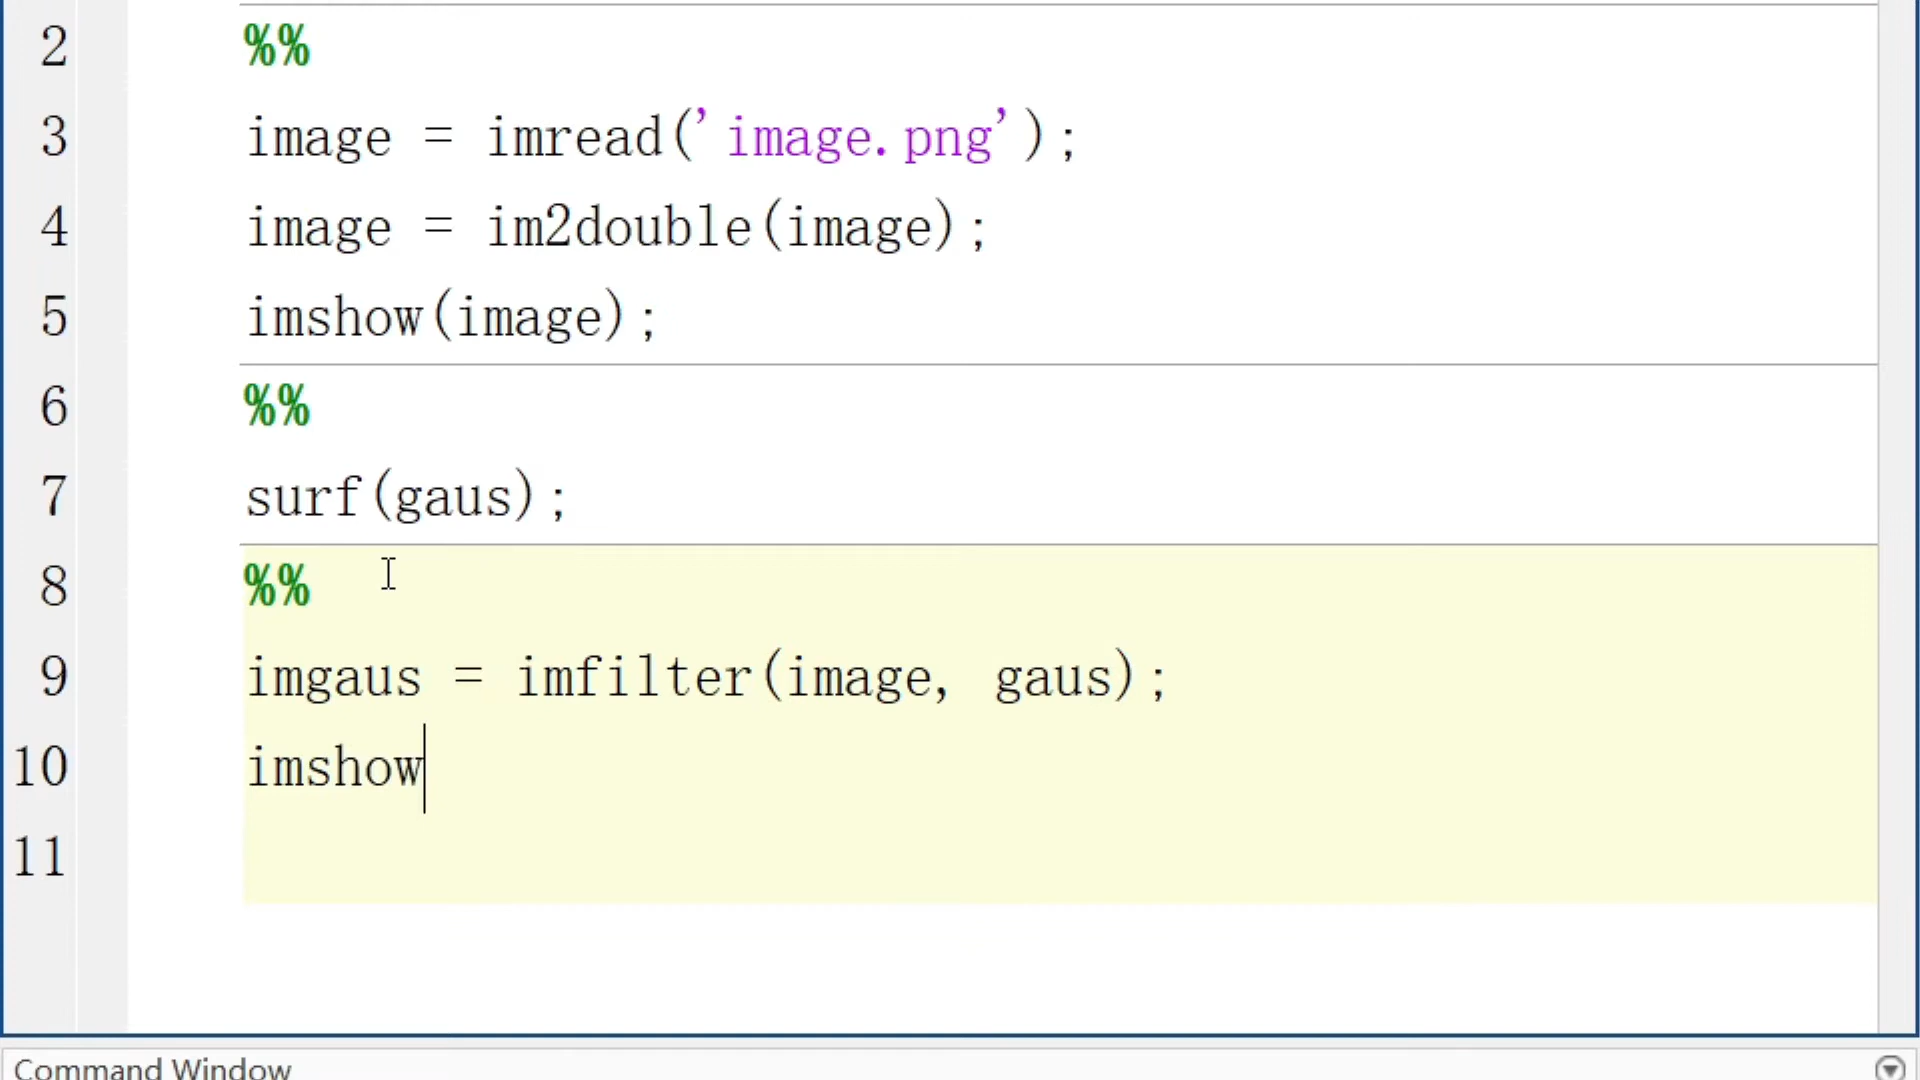 2 %%
3 image = imread('image.png');
4 image = im2double(image);
5 imshow(image);
6 %%
7 surf(gaus);
8 %%
9 imgaus = imfilter(image, gaus);
10 imshow
11
Command Window